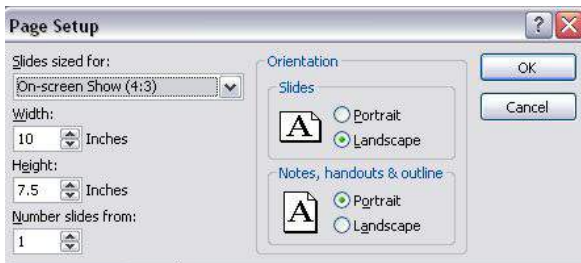 Page Setup
Slides sized for:
On-screen Show (4:3)
Width:
10 Inches
Height:
7.5 Inches
Number slides from:
1
Orientation
Slides
A
Portrait
Landscape
Notes, handouts & outline
A
Portrait
Landscape
OK
Cancel